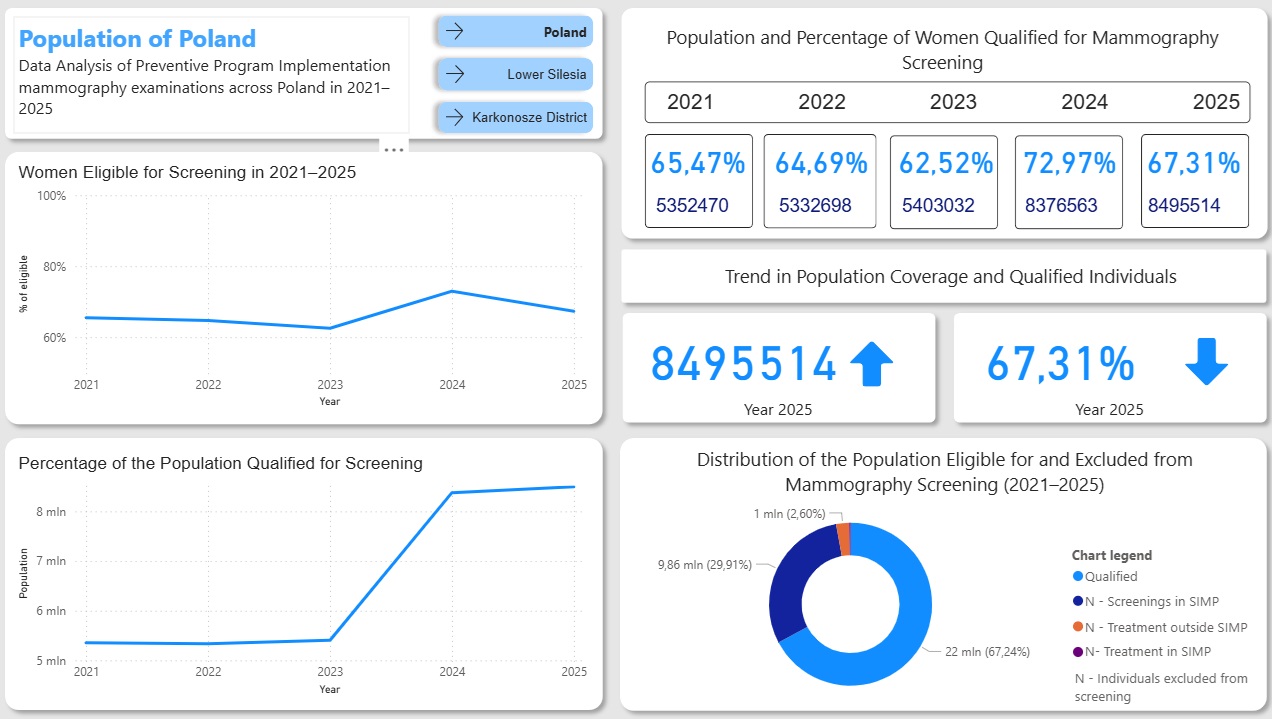 Population of Poland
Data Analysis of Preventive Program Implementation
mammography examinations across Poland in 2021–
2025
Poland
Lower Silesia
Karkonosze District
Women Eligible for Screening in 2021–2025
100%
80%
60%
% of eligible
2021 2022 2023 2024 2025
Year
Percentage of the Population Qualified for Screening
8 mln
7 mln
6 mln
5 mln
Population
2021 2022 2023 2024 2025
Year
Population and Percentage of Women Qualified for Mammography
Screening
2021 2022 2023 2024 2025
65,47% 64,69% 62,52% 72,97% 67,31%
5352470 5332698 5403032 8376563 8495514
Trend in Population Coverage and Qualified Individuals
8495514
Year 2025
67,31%
Year 2025
Distribution of the Population Eligible for and Excluded from
Mammography Screening (2021–2025)
1 mln (2,60%)
9,86 mln (29,91%)
22 mln (67,24%)
Chart legend
Qualified
N - Screenings in SIMP
N - Treatment outside SIMP
N- Treatment in SIMP
N - Individuals excluded from
screening